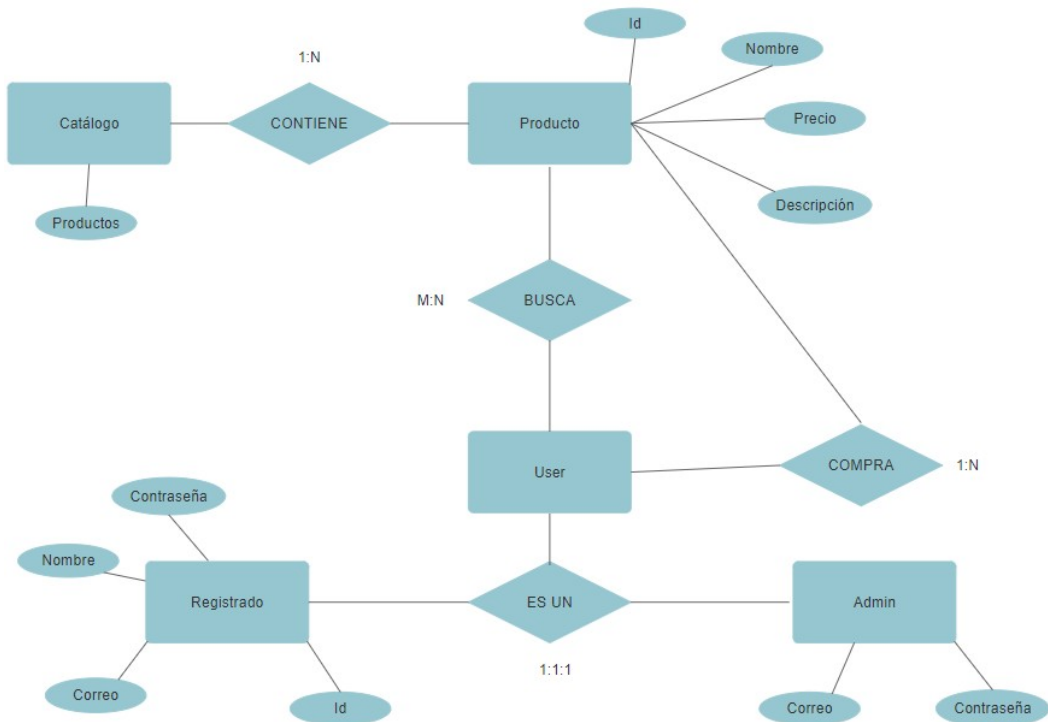 Id
Nombre
1:N
Catálogo
CONTIENE
Producto
Precio
Productos
Descripción
M:N
BUSCA
User
COMPRA
1:N
Contraseña
Nombre
Registrado
ES UN
Admin
1:1:1
Correo
Id
Correo
Contraseña